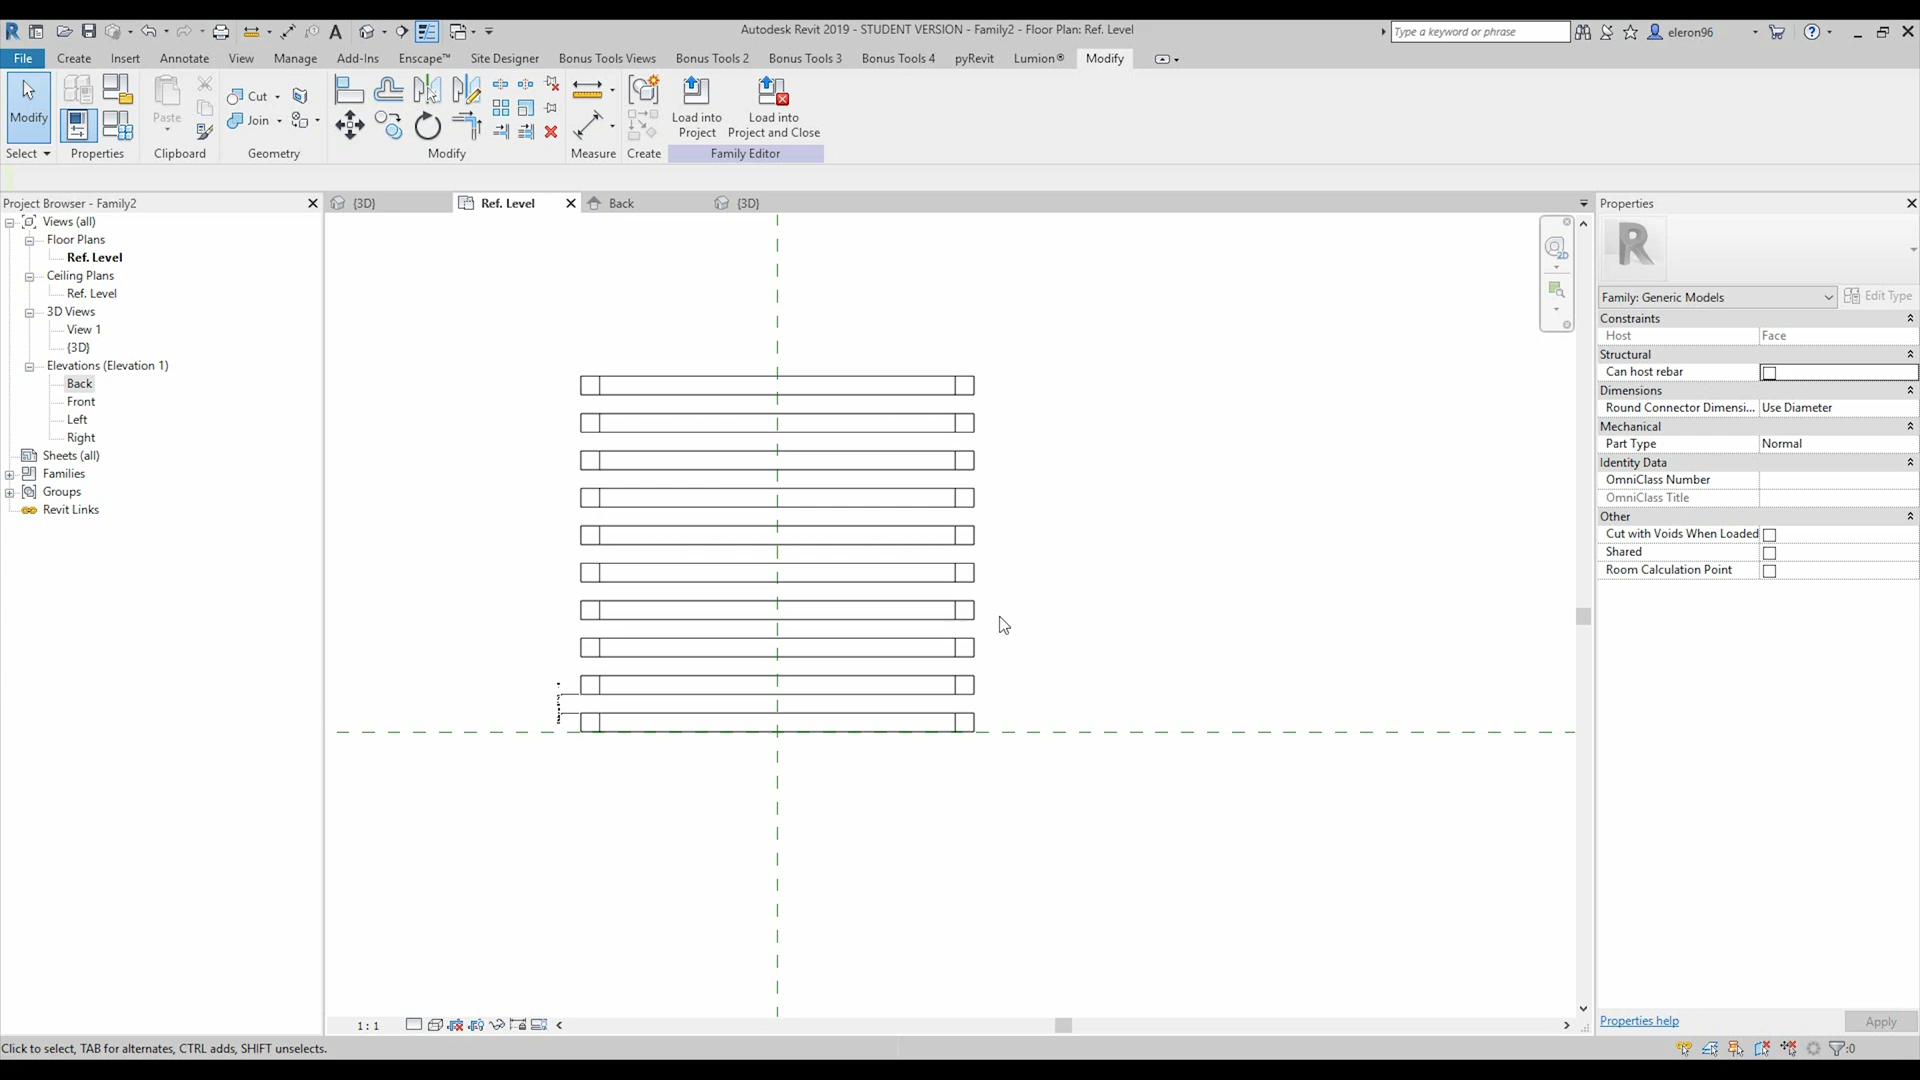 Autodesk Revit 2019 - STUDENT VERSION - Family2 - Floor Plan: Ref. Level
Type a keyword or phrase
eleron96
File Create Insert Annotate View Manage Add-Ins Enscape™ Site Designer Bonus Tools Views Bonus Tools 2 Bonus Tools 3 Bonus Tools 4 pyRevit Lumion® Modify
Modify
Paste
Cut
Join
Load into Project
Load into Project and Close
Select Properties Clipboard Geometry Modify Measure Create Family Editor
Project Browser - Family2
{3D}
Ref. Level
Back
{3D}
Properties
Views (all)
Floor Plans
Ref. Level
Ceiling Plans
Ref. Level
3D Views
View 1
{3D}
Elevations (Elevation 1)
Back
Front
Left
Right
Sheets (all)
Families
Groups
Revit Links
2D
R
Family: Generic Models
Edit Type
Constraints
Host Face
Structural
Can host rebar
Dimensions
Round Connector Dimensi... Use Diameter
Mechanical
Part Type Normal
Identity Data
OmniClass Number
OmniClass Title
Other
Cut with Voids When Loaded
Shared
Room Calculation Point
Properties help
Apply
1 : 1
Click to select, TAB for alternates, CTRL adds, SHIFT unselects.
:0